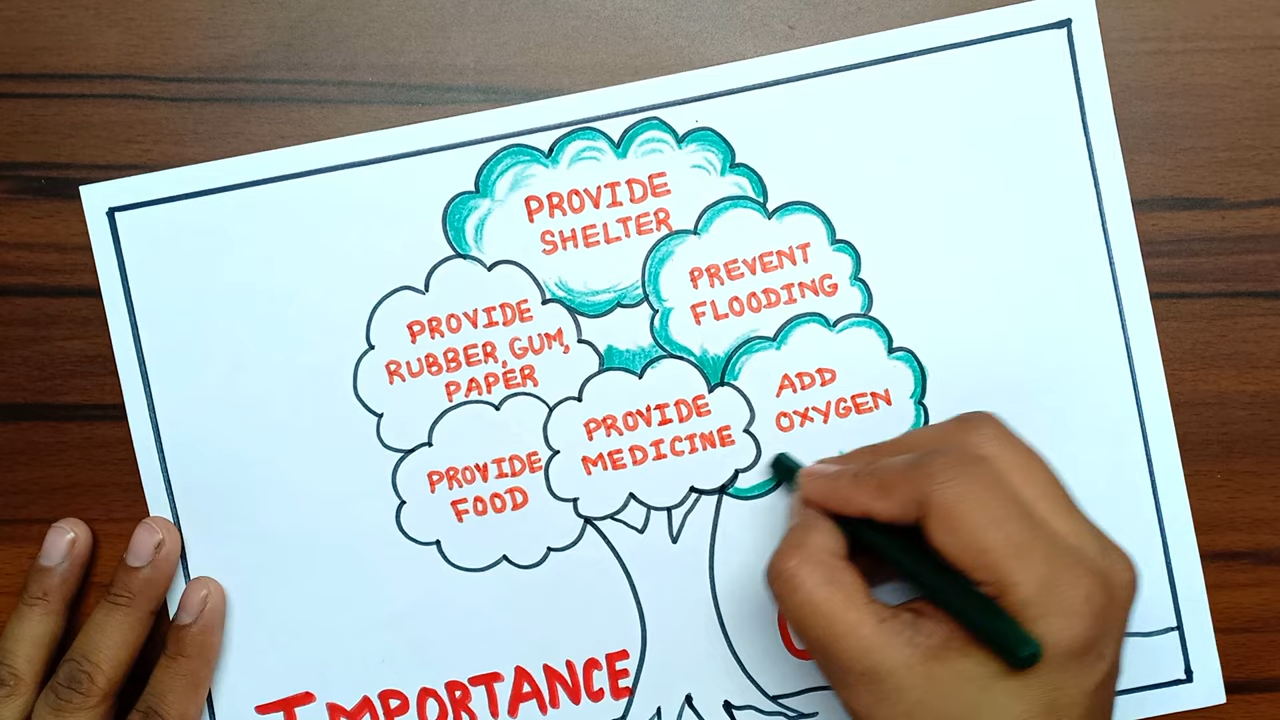 PROVIDE
SHELTER
PREVENT
FLOODING
PROVIDE
RUBBER, GUM,
PAPER
ADD
OXYGEN
PROVIDE
MEDICINE
PROVIDE
FOOD
IMPORTANCE